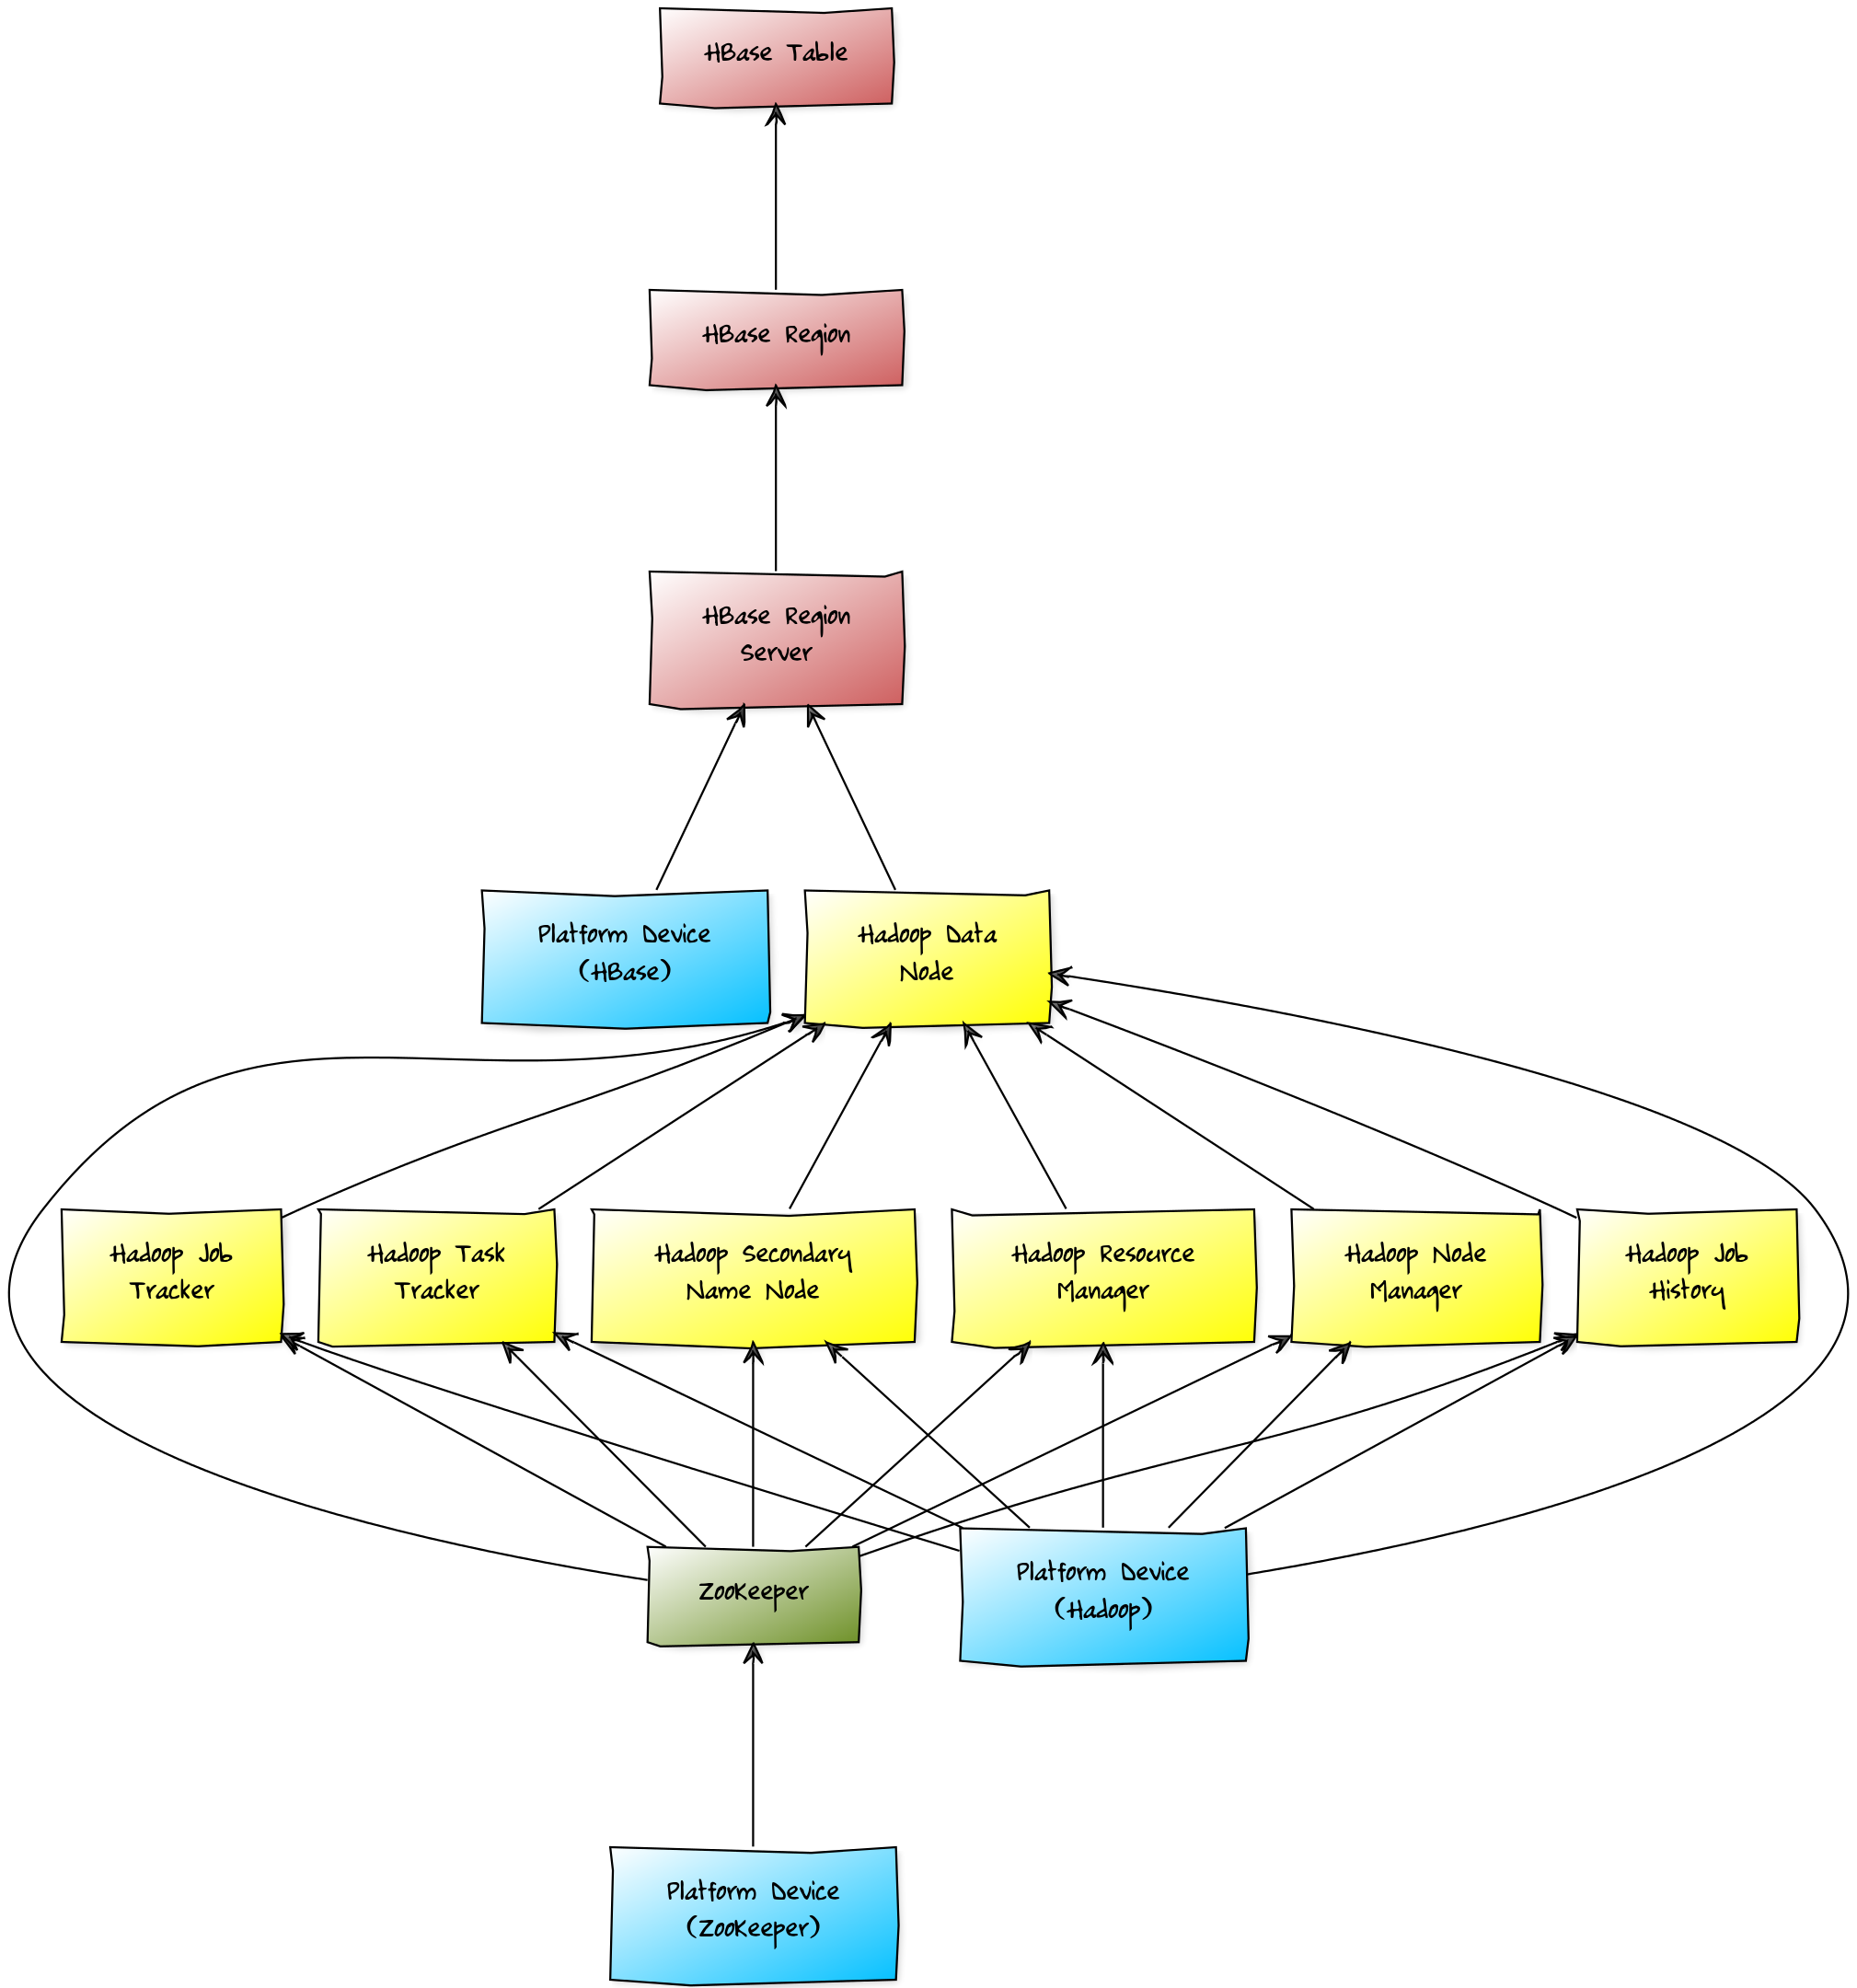 HBase Table
HBase Region
HBase Region
Server
Platform Device
(HBase)
Hadoop Data
Node
Hadoop Job
Tracker
Hadoop Task
Tracker
Hadoop Secondary
Name Node
Hadoop Resource
Manager
Hadoop Node
Manager
Hadoop Job
History
ZooKeeper
Platform Device
(Hadoop)
Platform Device
(ZooKeeper)